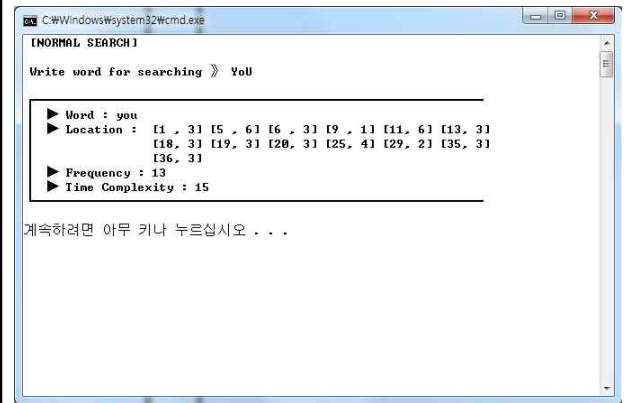 C:₩Windows₩system32₩cmd.exe
[NORMAL SEARCH]
Write word for searching 》 YoU
▶ Word : you
▶ Location : [1 , 3] [5 , 6] [6 , 3] [9 , 1] [11, 6] [13, 3]
[18, 3] [19, 3] [20, 3] [25, 4] [29, 2] [35, 3]
[36, 3]
▶ Frequency : 13
▶ Time Complexity : 15
계속하려면 아무 키나 누르십시오 . . .